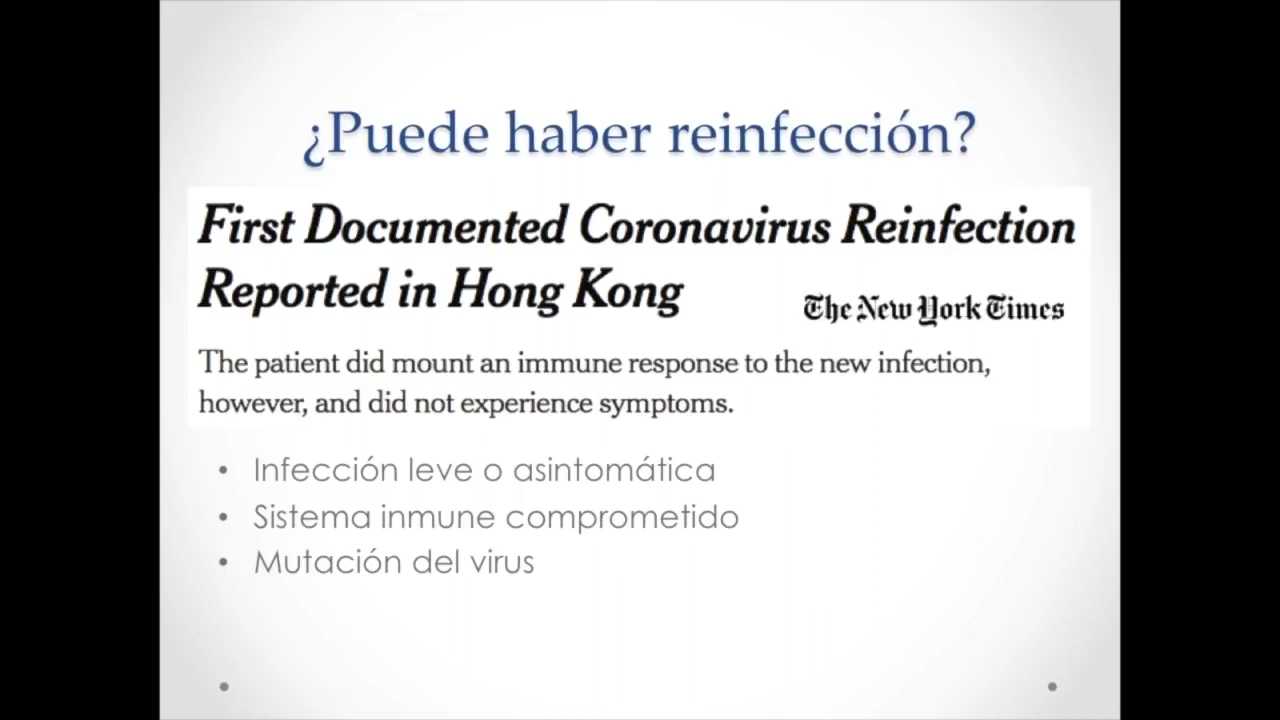 ¿Puede haber reinfección?
First Documented Coronavirus Reinfection
Reported in Hong Kong
The New York Times
The patient did mount an immune response to the new infection,
however, and did not experience symptoms.
• Infección leve o asintomática
• Sistema inmune comprometido
• Mutación del virus